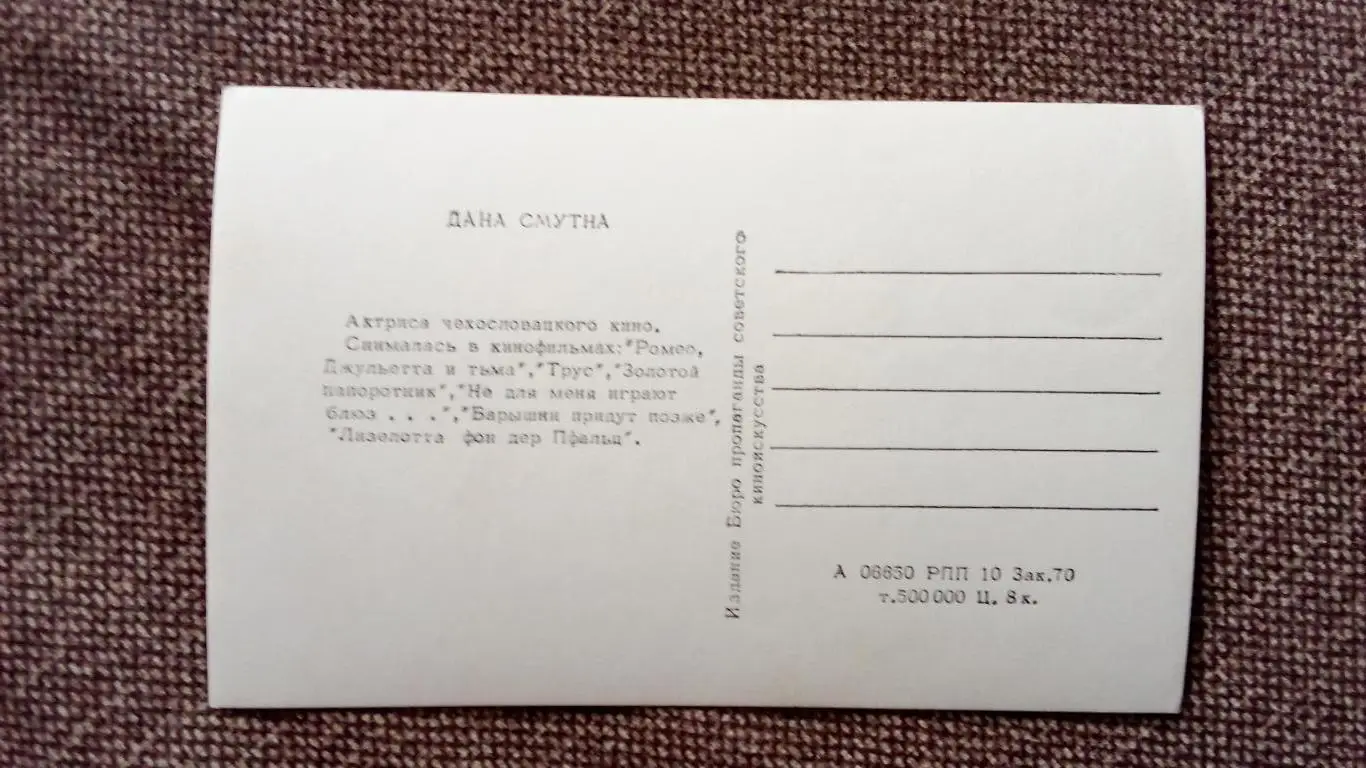 ДАНА СМУТНА
Актриса чехословацкого кино.
Снималась в кинофильмах:"Ромео,
Джульетта и тьма","Трус","Золотой
папоротник","Не для меня играют
блюз . . .","Барышни придут позже",
"Лизелотта фон дер Пфальц".
Издание Бюро пропаганды советского
киноискусства
А 06650 РПП 10 Зак.70
т.500 000 Ц. 8 к.